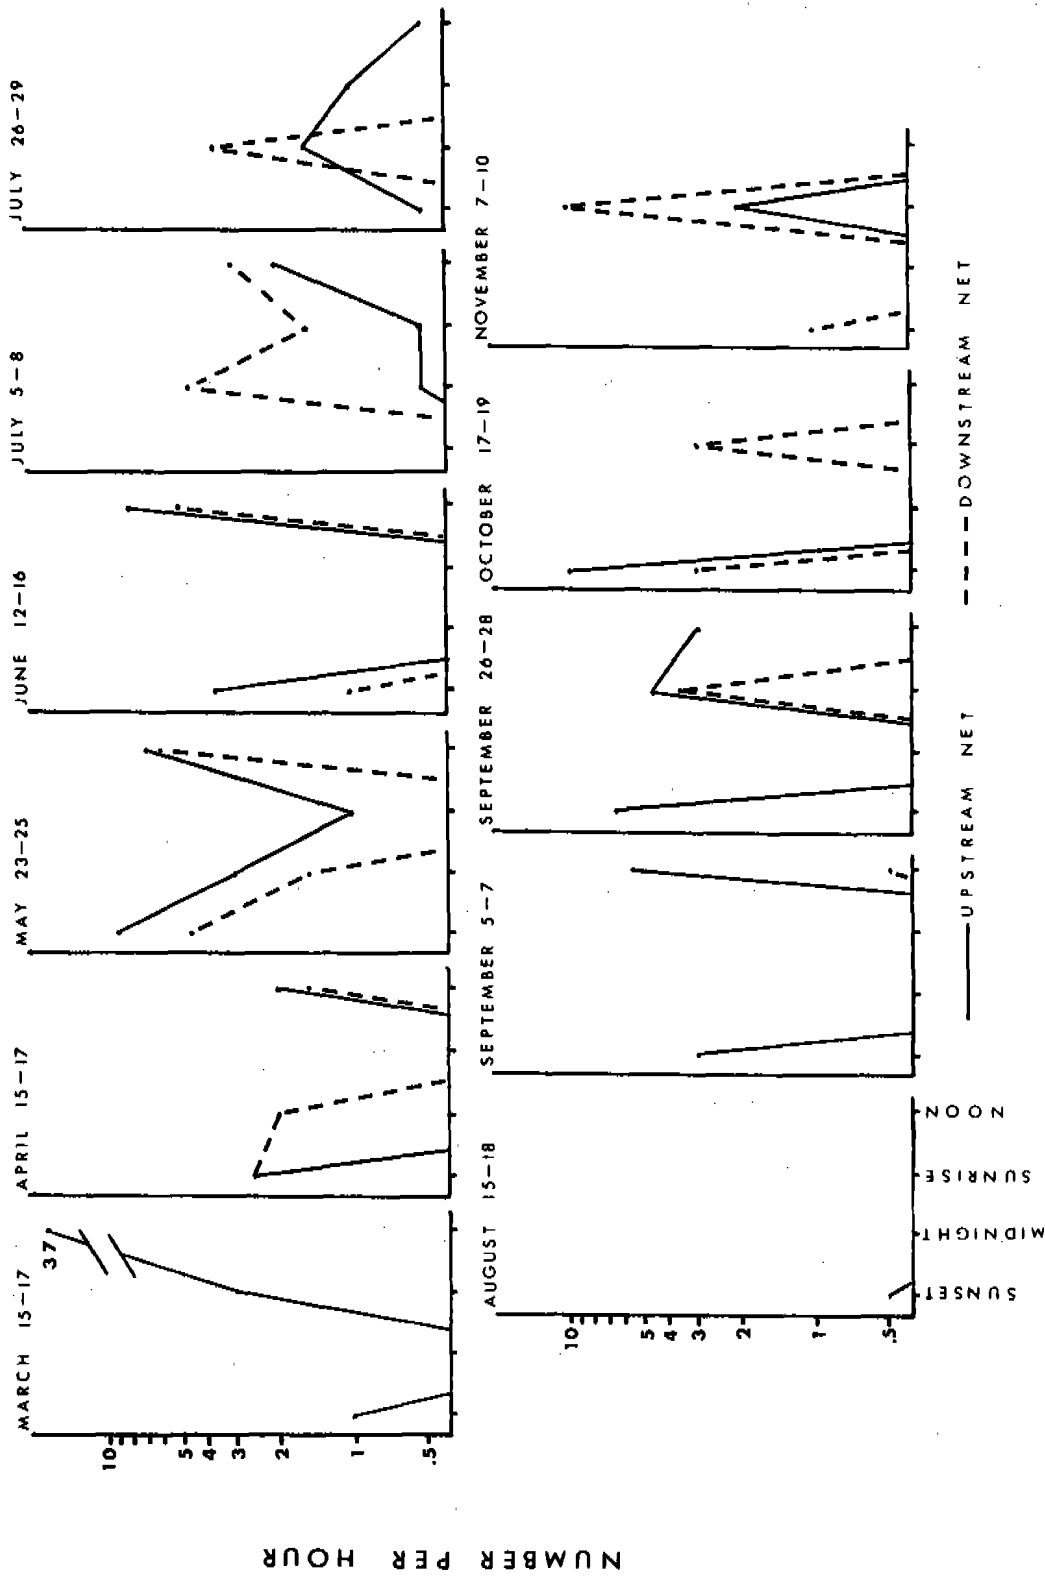 NUMBER PER HOUR
MARCH 15-17
APRIL 15-17
MAY 23-25
JUNE 12-16
JULY 5-8
JULY 26-29
37
10
5
4
3
2
1
.5
AUGUST 15-18
SEPTEMBER 5-7
SEPTEMBER 26-28
OCTOBER 17-19
NOVEMBER 7-10
10
5
4
3
2
1
.5
SUNSET
MIDNIGHT
SUNRISE
NOON
UPSTREAM NET
DOWNSTREAM NET